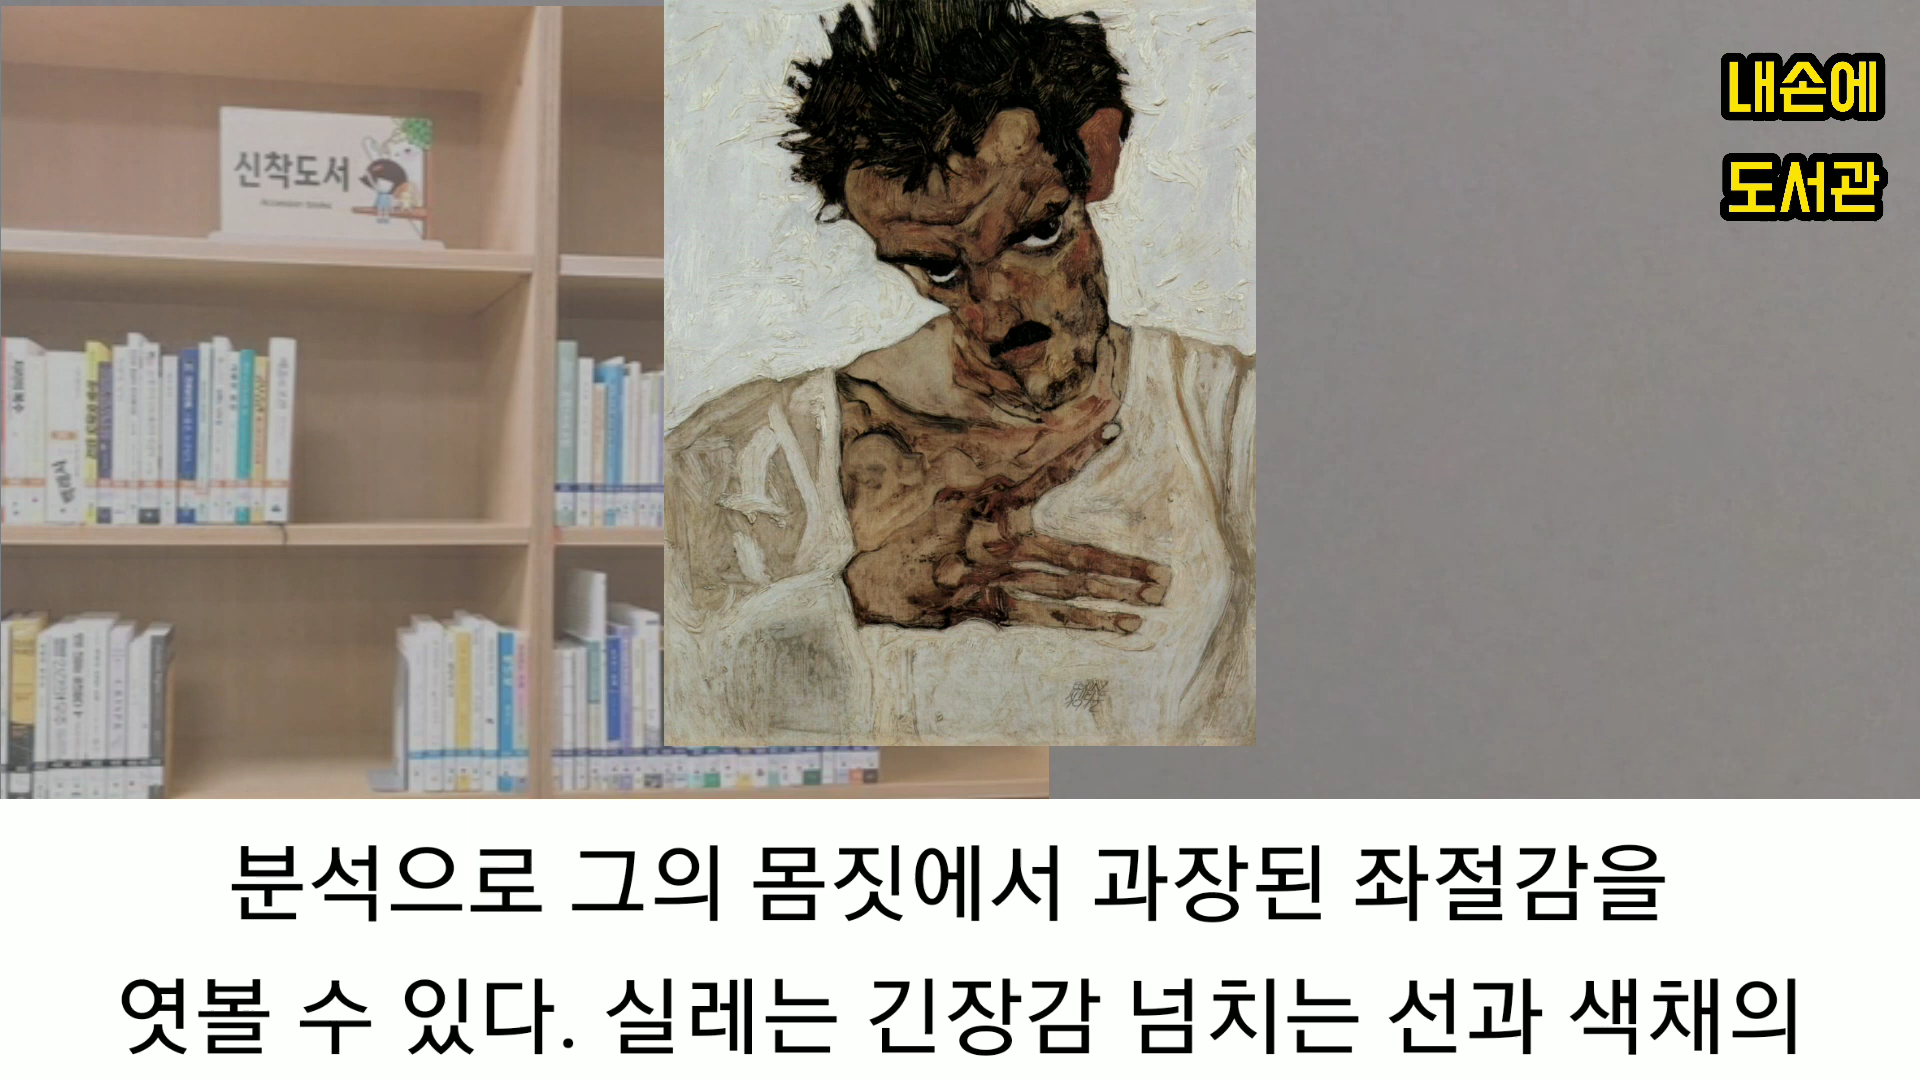 내손에
도서관
신착도서
분석으로 그의 몸짓에서 과장된 좌절감을
엿볼 수 있다. 실레는 긴장감 넘치는 선과 색채의